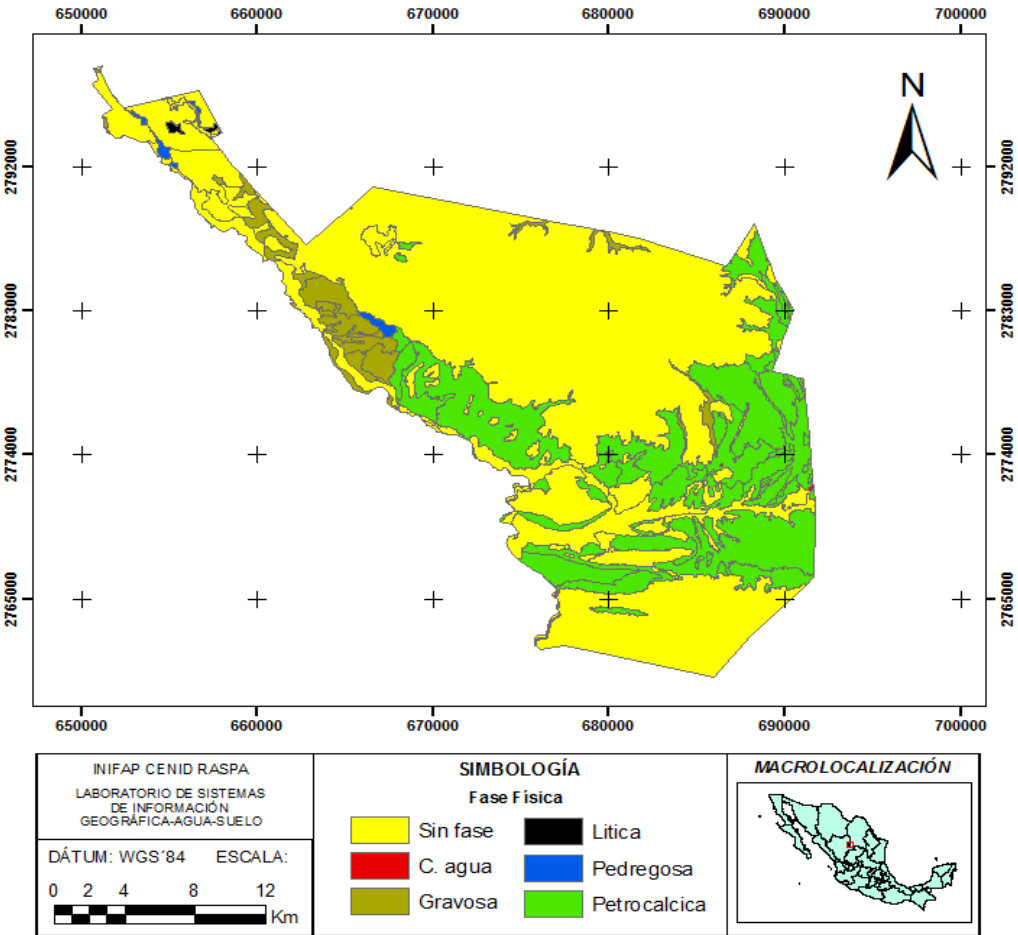 650000 660000 670000 680000 690000 700000
N
2792000 2792000
2783000 2783000
2774000 2774000
2765000 2765000
650000 660000 670000 680000 690000 700000
INIFAP CENID RASPA
LABORATORIO DE SISTEMAS
DE INFORMACIÓN
GEOGRÁFICA-AGUA-SUELO
DÁTUM: WGS´84 ESCALA:
0 2 4 8 12
Km
SIMBOLOGÍA
Fase Física
Sin fase
C. agua
Gravosa
Litica
Pedregosa
Petrocalcica
MACROLOCALIZACIÓN